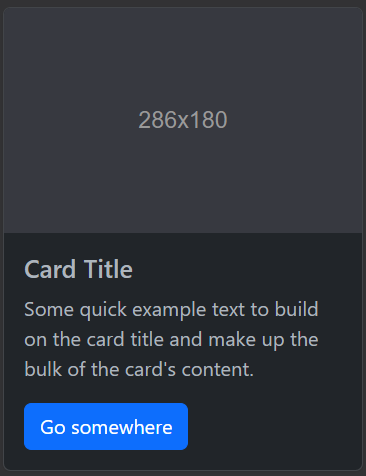 286x180
Card Title
Some quick example text to build
on the card title and make up the
bulk of the card's content.
Go somewhere